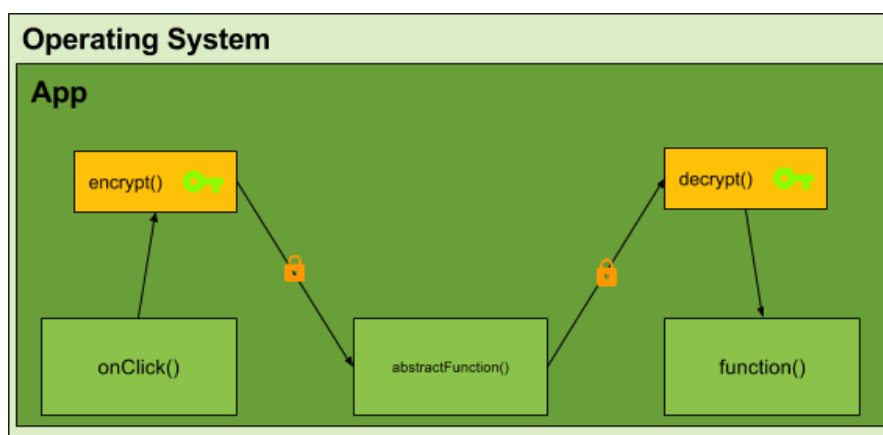 Operating System
App
encrypt()
decrypt()
onClick()
abstractFunction()
function()